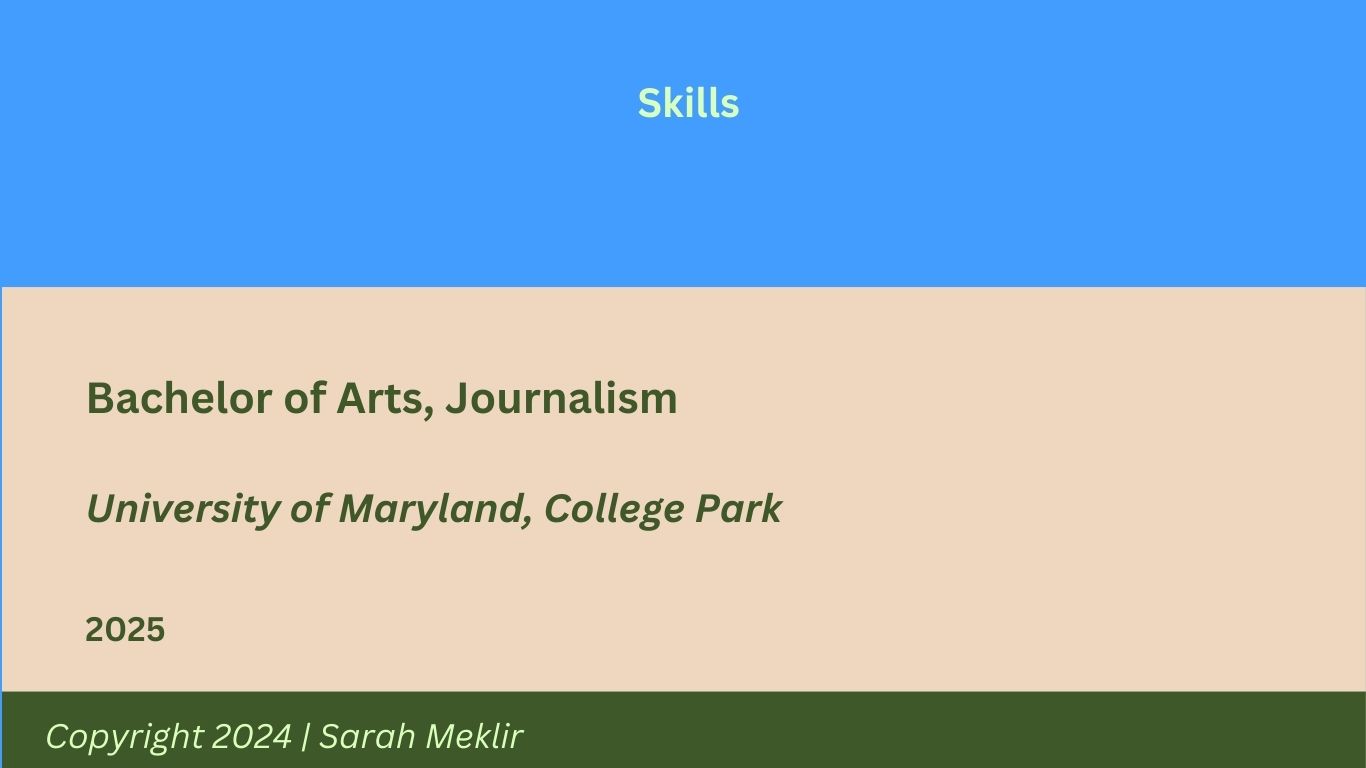 Skills
Bachelor of Arts, Journalism
University of Maryland, College Park
2025
Copyright 2024 | Sarah Meklir